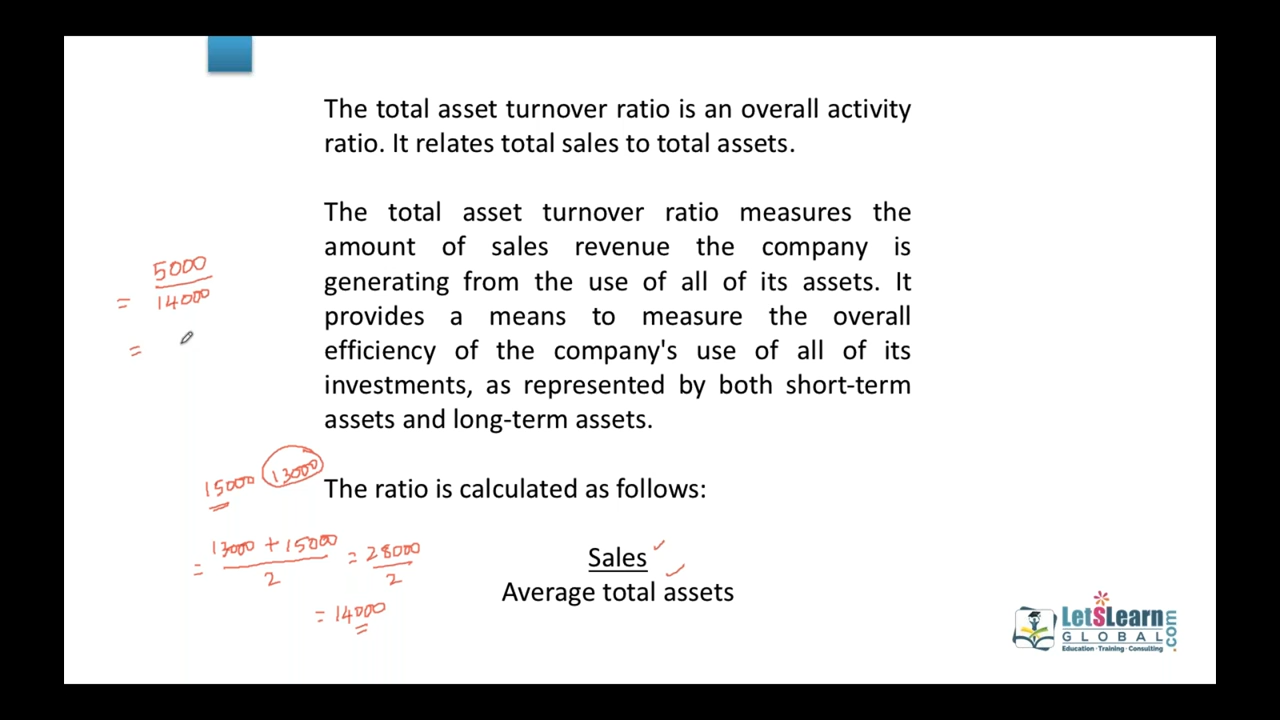 The total asset turnover ratio is an overall activity
ratio. It relates total sales to total assets.
The total asset turnover ratio measures the
amount of sales revenue the company is
generating from the use of all of its assets. It
provides a means to measure the overall
efficiency of the company's use of all of its
investments, as represented by both short-term
assets and long-term assets.
5000
= 14000
=
15000 13000
The ratio is calculated as follows:
= 13000 + 15000 / 2 = 28000 / 2
= 14000
Sales
Average total assets
LetSLearn.com
GLOBAL
Education · Training · Consulting